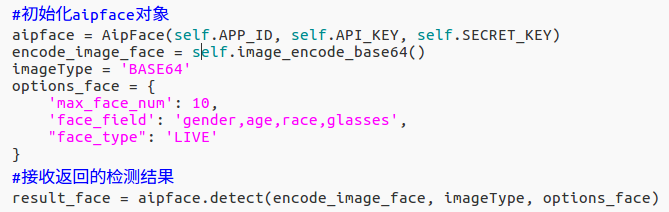 #初始化aipface对象
aipface = AipFace(self.APP_ID, self.API_KEY, self.SECRET_KEY)
encode_image_face = self.image_encode_base64()
imageType = 'BASE64'
options_face = {
    'max_face_num': 10,
    'face_field': 'gender,age,race,glasses',
    "face_type": 'LIVE'
}
#接收返回的检测结果
result_face = aipface.detect(encode_image_face, imageType, options_face)